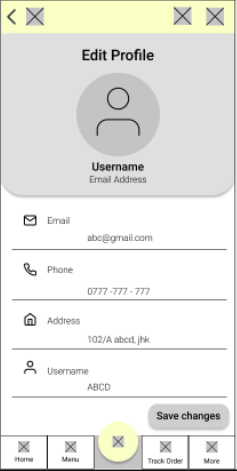 Edit Profile
Username
Email Address
Email
abc@gmail.com
Phone
0777 -777 - 777
Address
102/A abcd, jhk
Username
ABCD
Save changes
Home Menu Track Order More